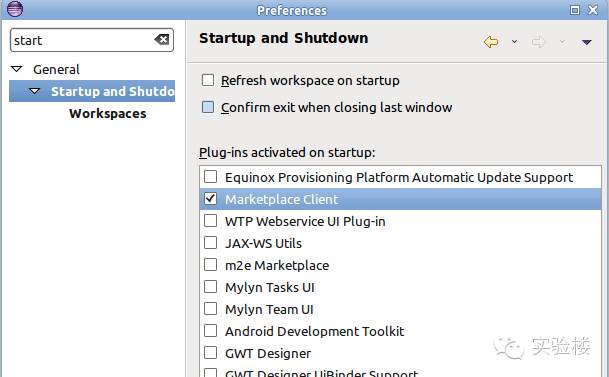 Preferences
start
Startup and Shutdown
General
Startup and Shutdo
Workspaces
Refresh workspace on startup
Confirm exit when closing last window
Plug-ins activated on startup:
Equinox Provisioning Platform Automatic Update Support
Marketplace Client
WTP Webservice UI Plug-in
JAX-WS Utils
m2e Marketplace
Mylyn Tasks UI
Mylyn Team UI
Android Development Toolkit
GWT Designer
GWT Designer UiBinder Support
实验楼